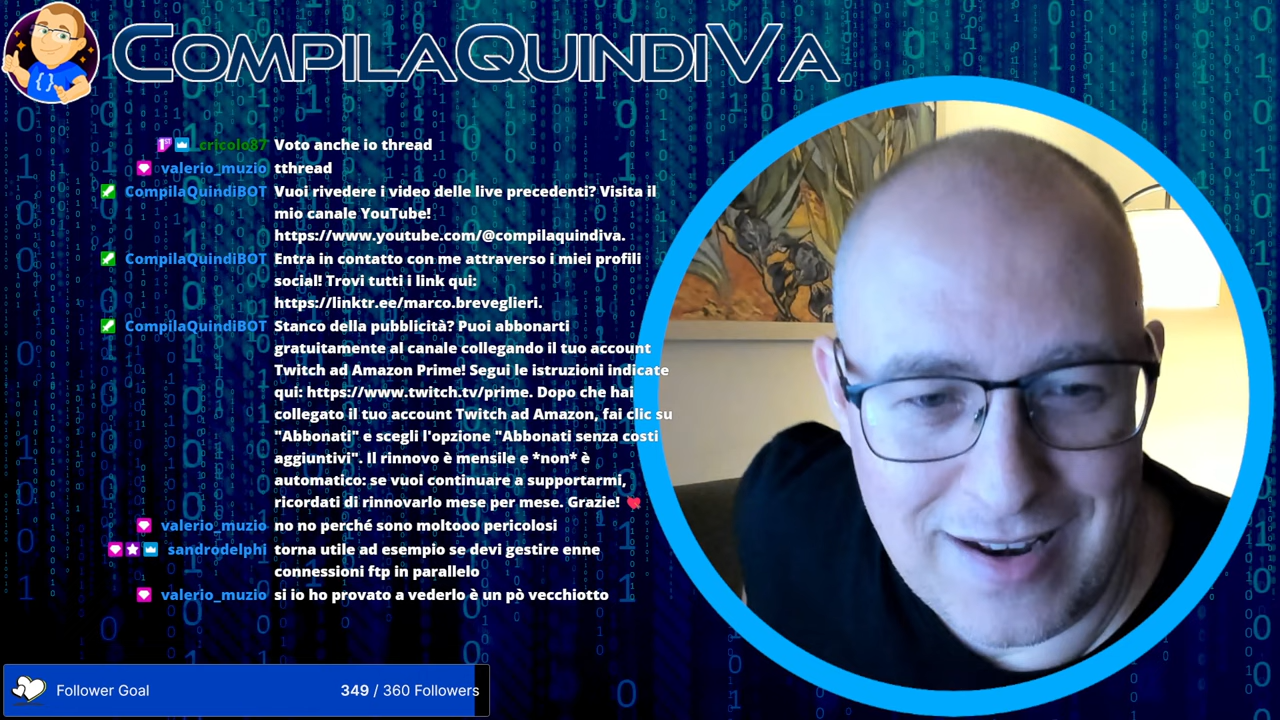 COMPILAQUINDIVA
cricolo87 Voto anche io thread
valerio_muzio tthread
CompilaQuindiBOT Vuoi rivedere i video delle live precedenti? Visita il
mio canale YouTube!
https://www.youtube.com/@compilaquindiva.
CompilaQuindiBOT Entra in contatto con me attraverso i miei profili
social! Trovi tutti i link qui:
https://linktr.ee/marco.breveglieri.
CompilaQuindiBOT Stanco della pubblicità? Puoi abbonarti
gratuitamente al canale collegando il tuo account
Twitch ad Amazon Prime! Segui le istruzioni indicate
qui: https://www.twitch.tv/prime. Dopo che hai
collegato il tuo account Twitch ad Amazon, fai clic su
"Abbonati" e scegli l'opzione "Abbonati senza costi
aggiuntivi". Il rinnovo è mensile e *non* è
automatico: se vuoi continuare a supportarmi,
ricordati di rinnovarlo mese per mese. Grazie!
valerio_muzio no no perché sono moltooo pericolosi
sandrodelphi torna utile ad esempio se devi gestire enne
connessioni ftp in parallelo
valerio_muzio si io ho provato a vederlo è un pò vecchiotto
Follower Goal 349 / 360 Followers